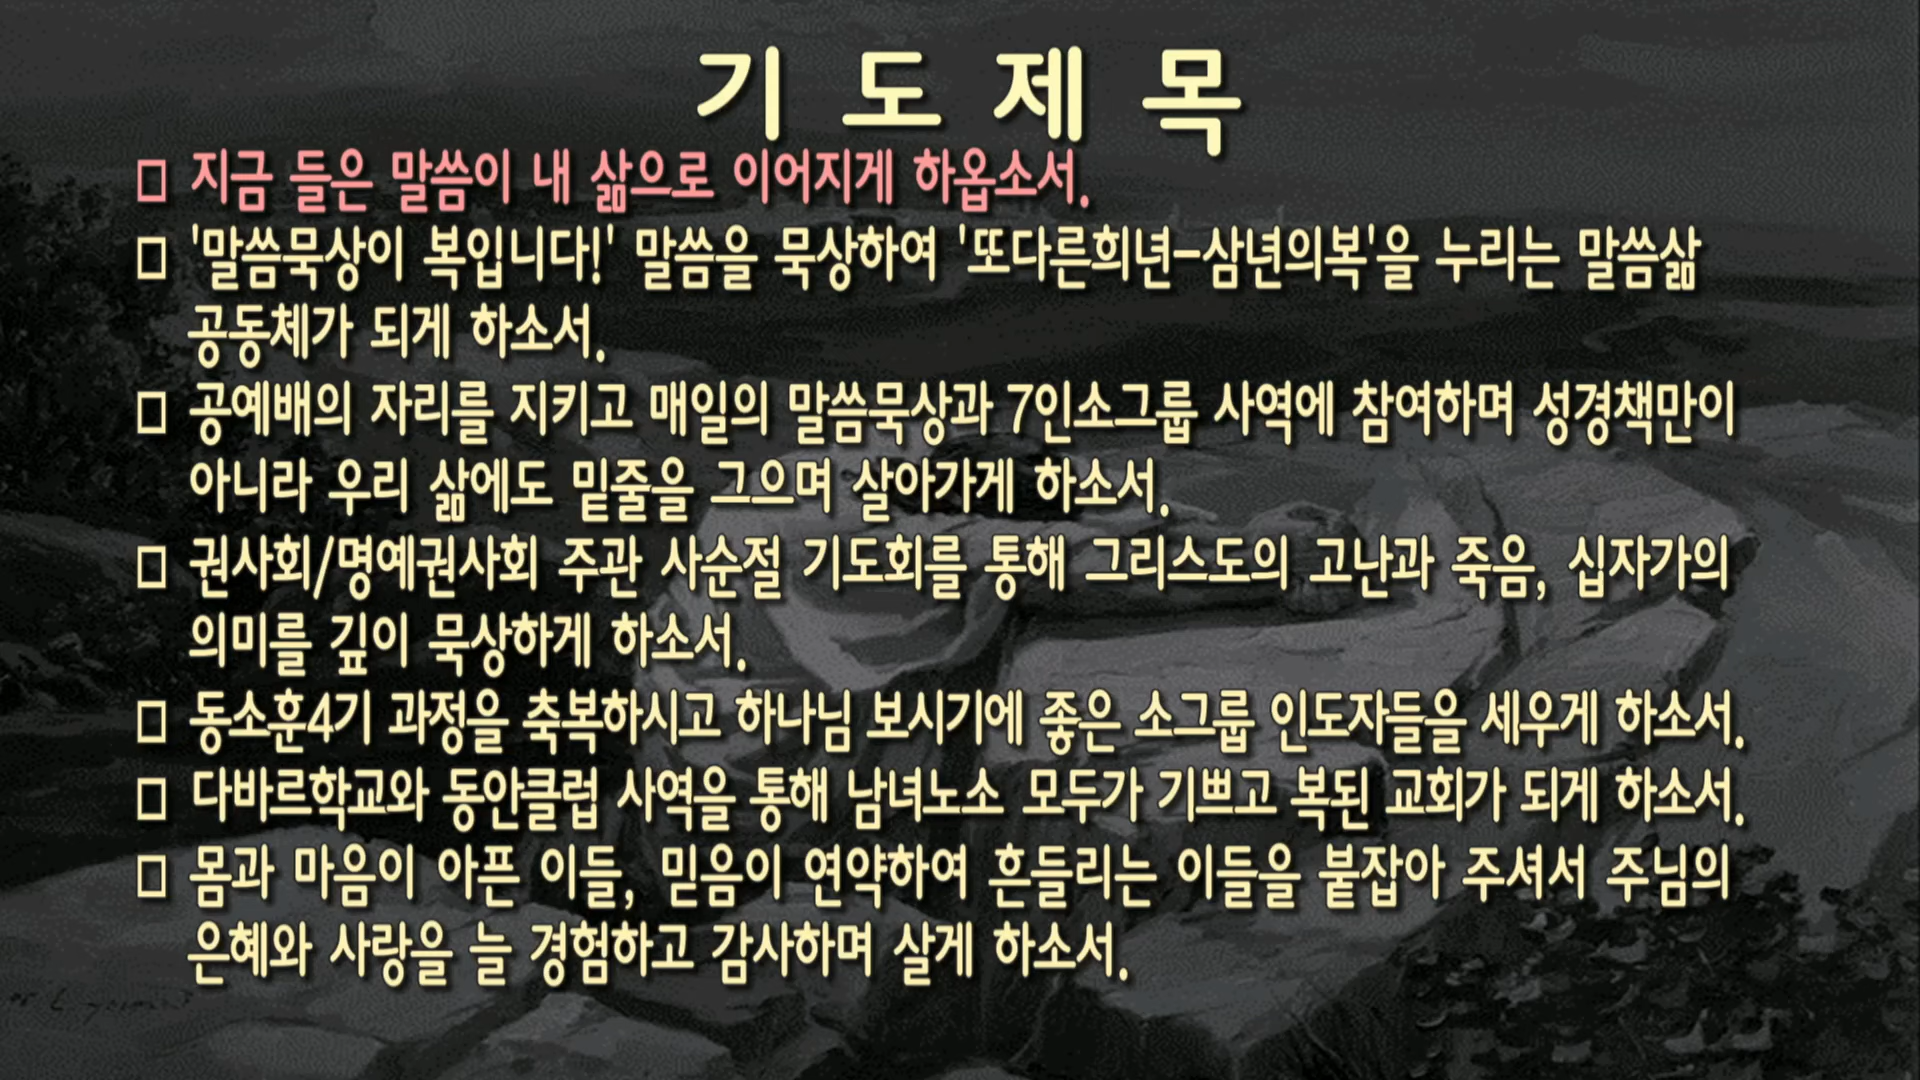 기 도 제 목
□ 지금 들은 말씀이 내 삶으로 이어지게 하옵소서.
□ '말씀묵상이 복입니다!' 말씀을 묵상하여 '또다른희년-삼년의복'을 누리는 말씀삶
공동체가 되게 하소서.
□ 공예배의 자리를 지키고 매일의 말씀묵상과 7인소그룹 사역에 참여하며 성경책만이
아니라 우리 삶에도 밑줄을 그으며 살아가게 하소서.
□ 권사회/명예권사회 주관 사순절 기도회를 통해 그리스도의 고난과 죽음, 십자가의
의미를 깊이 묵상하게 하소서.
□ 동소훈4기 과정을 축복하시고 하나님 보시기에 좋은 소그룹 인도자들을 세우게 하소서.
□ 다바르학교와 동안클럽 사역을 통해 남녀노소 모두가 기쁘고 복된 교회가 되게 하소서.
□ 몸과 마음이 아픈 이들, 믿음이 연약하여 흔들리는 이들을 붙잡아 주셔서 주님의
은혜와 사랑을 늘 경험하고 감사하며 살게 하소서.